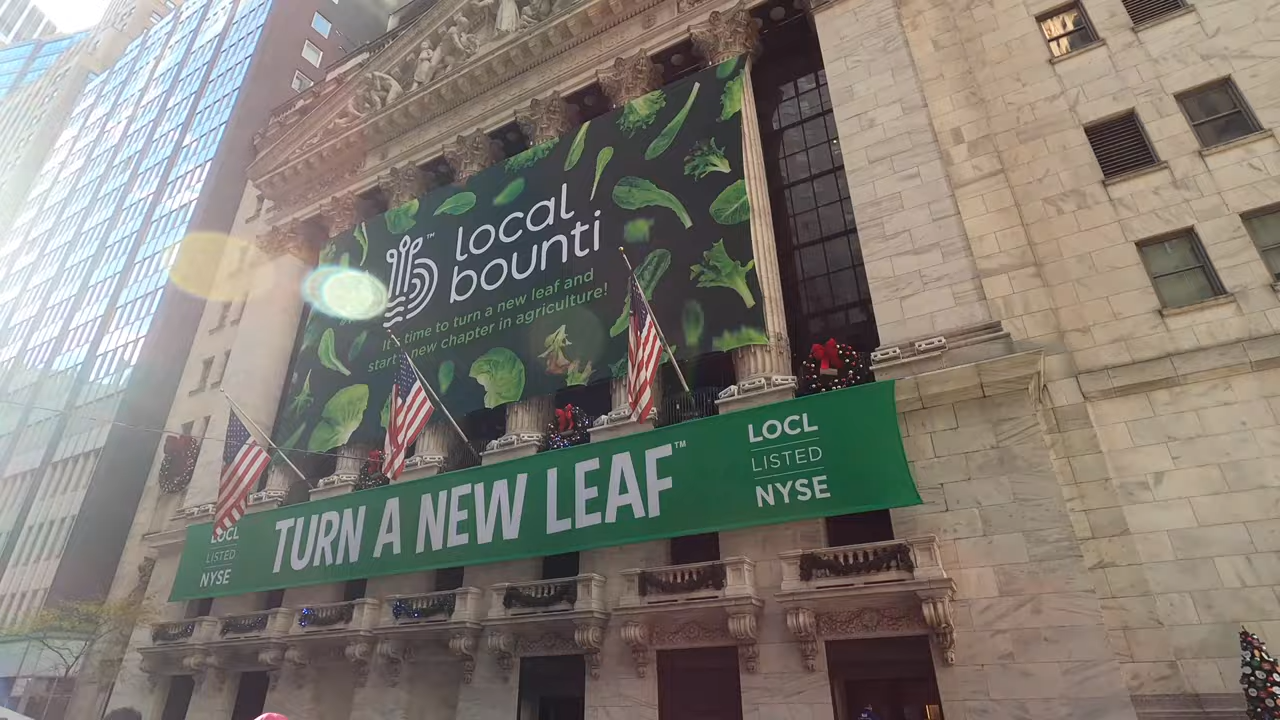 local
bounti
™
It's time to turn a new leaf and
start a new chapter in agriculture!
TURN A NEW LEAF™
LOCL
LISTED
NYSE
LOCL
LISTED
NYSE